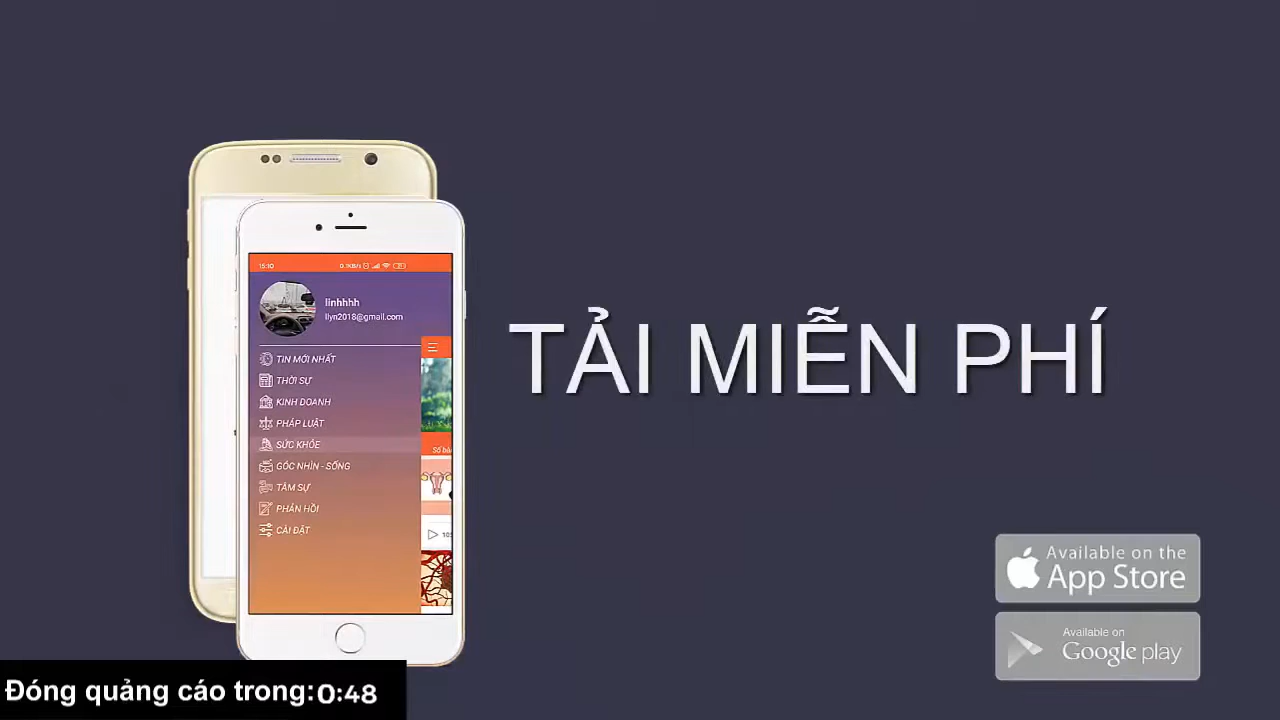 15:10
linhhhh
llyn2018@gmail.com
TIN MỚI NHẤT
THỜI SỰ
KINH DOANH
PHÁP LUẬT
SỨC KHỎE
GÓC NHÌN - SỐNG
TÂM SỰ
PHẢN HỒI
CÀI ĐẶT
TẢI MIỄN PHÍ
Available on the
App Store
Available on
Google play
Đóng quảng cáo trong:0:48